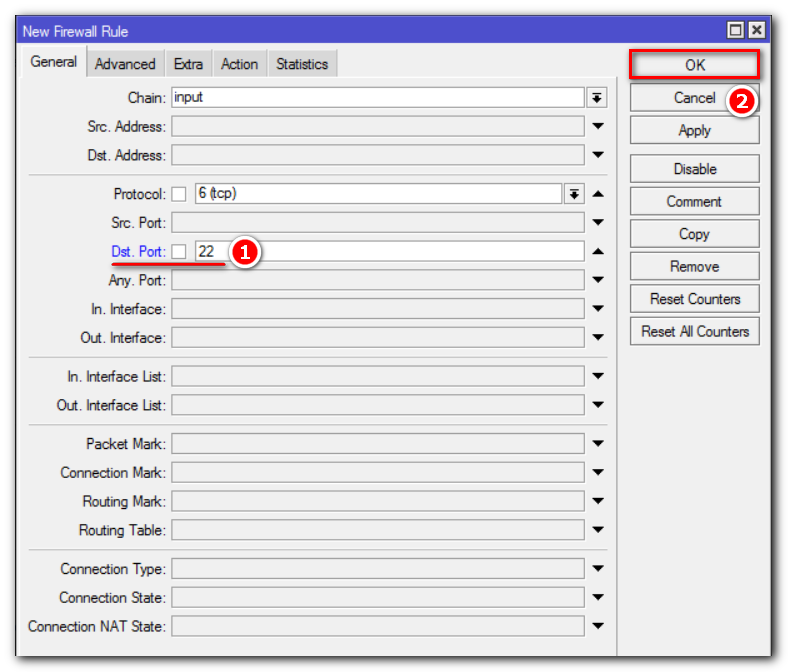 New Firewall Rule
General Advanced Extra Action Statistics
Chain: input
Src. Address:
Dst. Address:
Protocol: 6 (tcp)
Src. Port:
Dst. Port: 22 1
Any. Port:
In. Interface:
Out. Interface:
In. Interface List:
Out. Interface List:
Packet Mark:
Connection Mark:
Routing Mark:
Routing Table:
Connection Type:
Connection State:
Connection NAT State:
OK
Cancel 2
Apply
Disable
Comment
Copy
Remove
Reset Counters
Reset All Counters